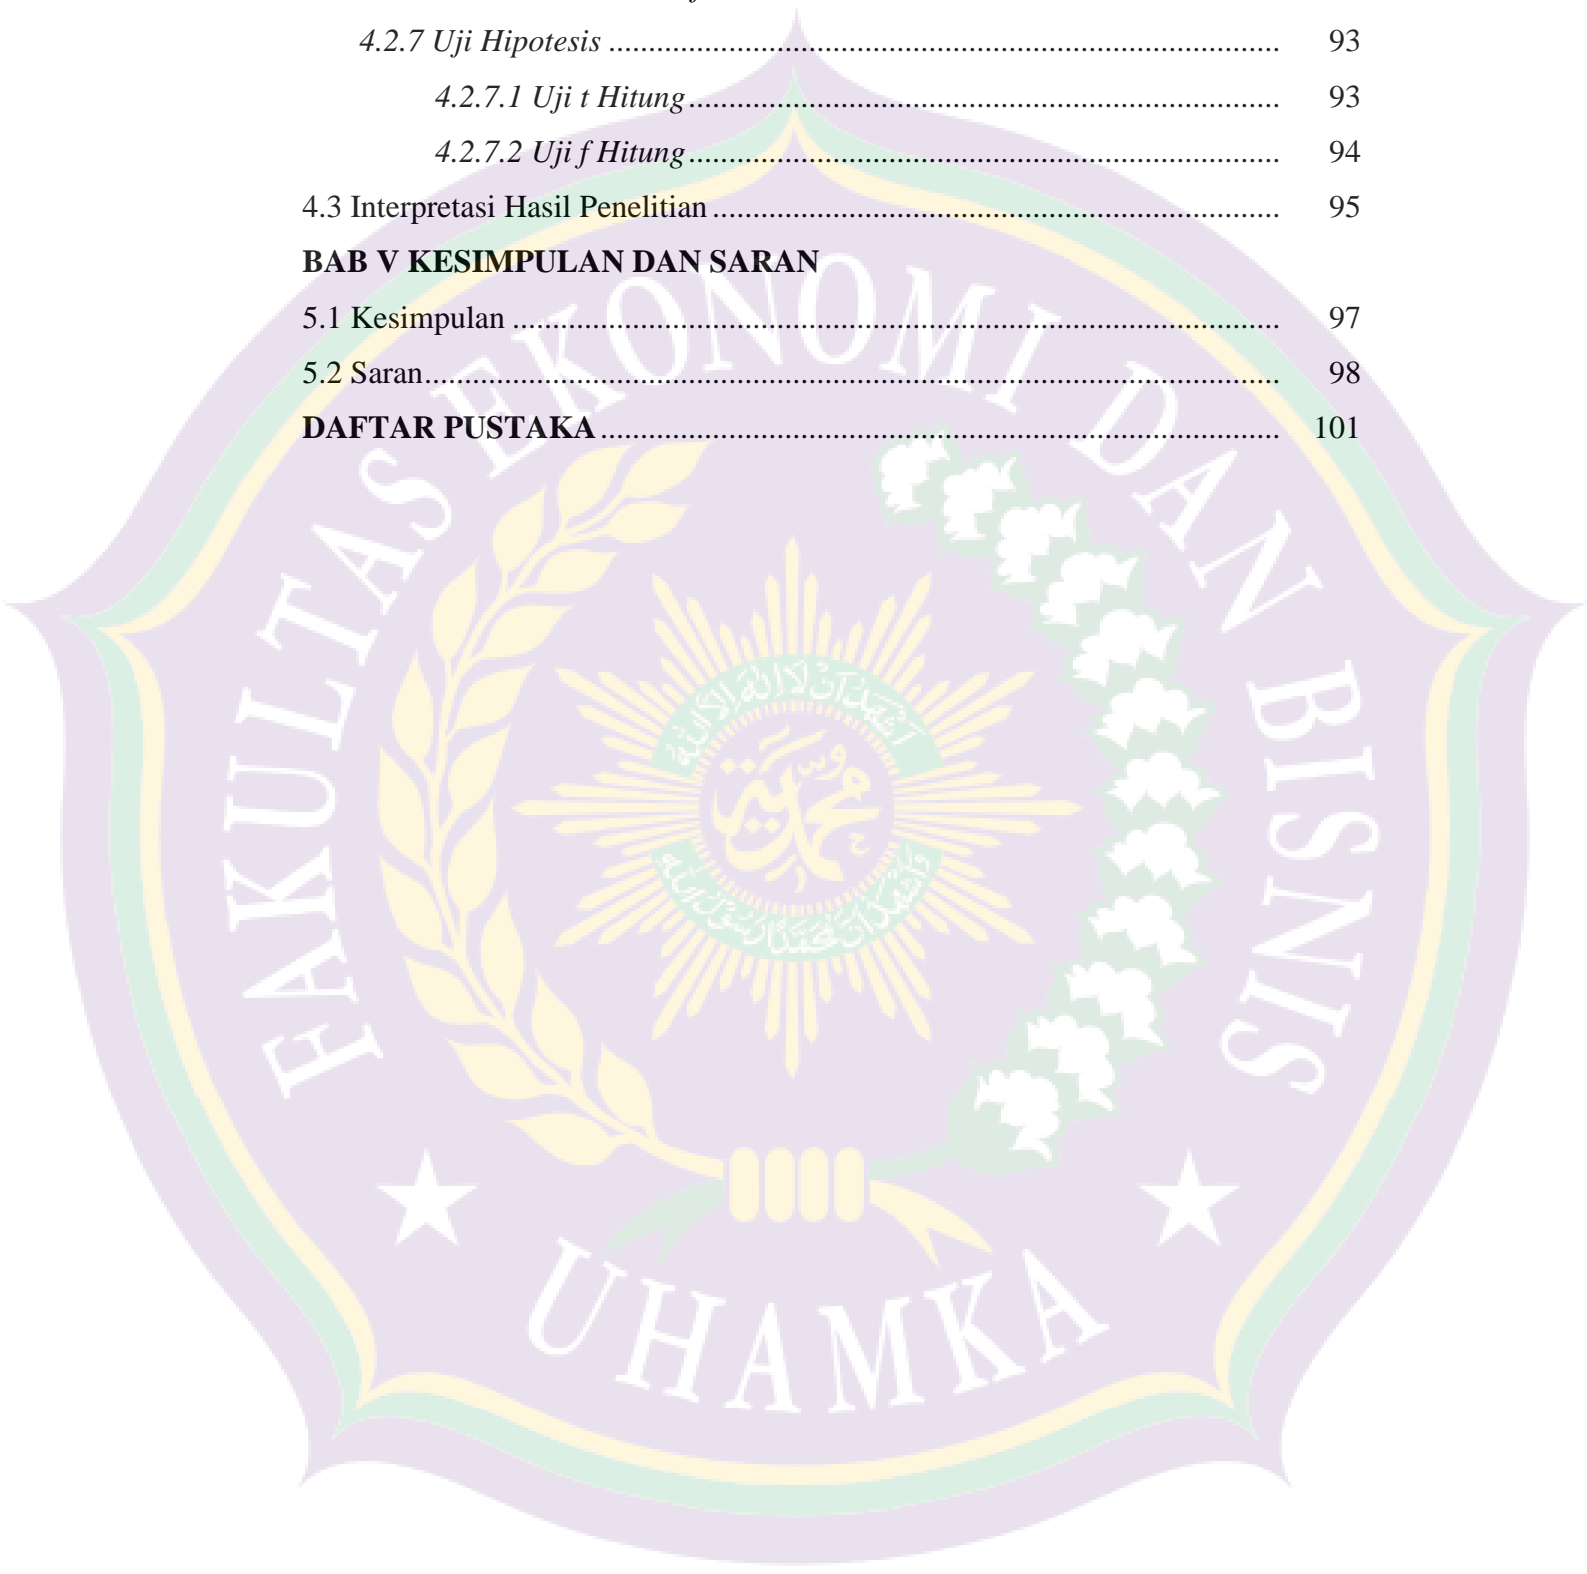 4.2.7 Uji Hipotesis ........ 93
4.2.7.1 Uji t Hitung ........ 93
4.2.7.2 Uji f Hitung ........ 94
4.3 Interpretasi Hasil Penelitian ........ 95
BAB V KESIMPULAN DAN SARAN
5.1 Kesimpulan ........ 97
5.2 Saran ........ 98
DAFTAR PUSTAKA ........ 101
FAKULTAS EKONOMI DAN BISNIS
محمدية
UHAMKA